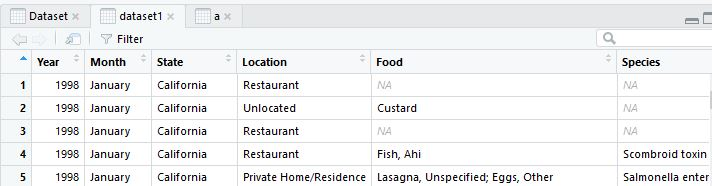 Dataset dataset1 a
Filter
Year Month State Location Food Species
1 1998 January California Restaurant NA NA
2 1998 January California Unlocated Custard NA
3 1998 January California Restaurant NA NA
4 1998 January California Restaurant Fish, Ahi Scombroid toxin
5 1998 January California Private Home/Residence Lasagna, Unspecified; Eggs, Other Salmonella enter